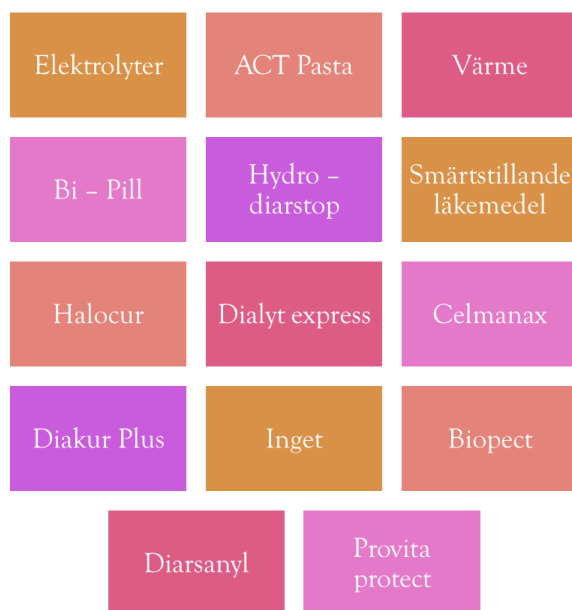 Elektrolyter
ACT Pasta
Värme
Bi – Pill
Hydro –
diarstop
Smärtstillande
läkemedel
Halocur
Dialyt express
Celmanax
Diakur Plus
Inget
Biopect
Diarsanyl
Provita
protect